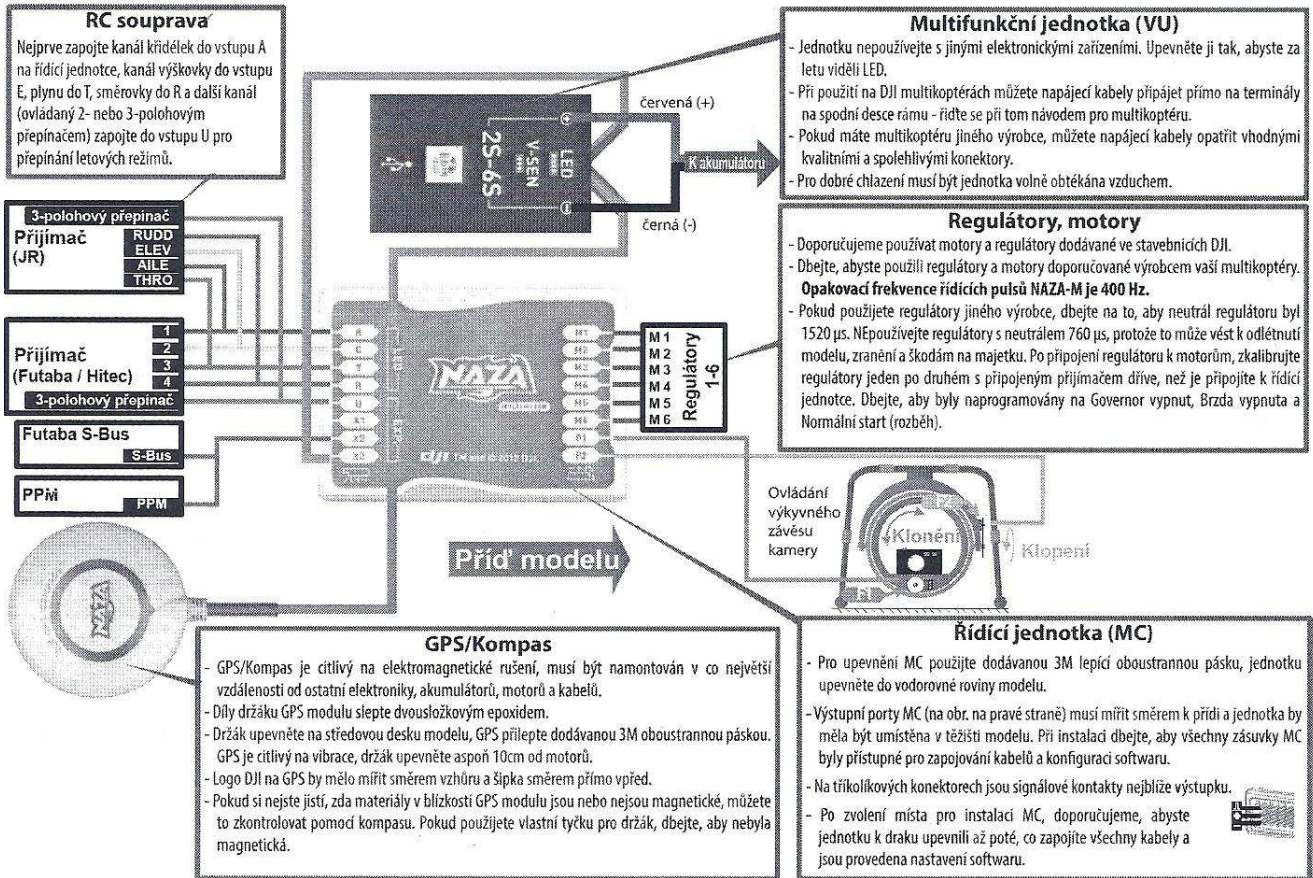 RC souprava
Nejprve zapojte kanál křidélek do vstupu A
na řídící jednotce, kanál výškovky do vstupu
E, plynu do T, směrovky do R a další kanál
(ovládaný 2- nebo 3-polohovým
přepínačem) zapojte do vstupu U pro
přepínání letových režimů.
Multifunkční jednotka (VU)
- Jednotku nepoužívejte s jinými elektronickými zařízeními. Upevněte ji tak, abyste za
letu viděli LED.
- Při použití na DJI multikoptérách můžete napájecí kabely připájet přímo na terminály
na spodní desce rámu - řiďte se při tom návodem pro multikoptéru.
- Pokud máte multikoptéru jiného výrobce, můžete napájecí kabely opatřit vhodnými
kvalitními a spolehlivými konektory.
- Pro dobré chlazení musí být jednotka volně obtékána vzduchem.
červená (+)
K akumulátoru
černá (-)
LED
V-SEN
2S-6S
3-polohový přepínač
Přijímač
(JR)
RUDD
ELEV
AILE
THRO
Přijímač
(Futaba / Hitec)
1
2
3
4
3-polohový přepínač
Futaba S-Bus
S-Bus
PPM
PPM
A
E
T
R
U
X1
X2
X3
NAZA
dji
M1
M2
M3
M4
M5
M6
F1
F2
M 1
M 2
M 3
M 4
M 5
M 6
Regulátory
1-6
Regulátory, motory
- Doporučujeme používat motory a regulátory dodávané ve stavebnicích DJI.
- Dbejte, abyste použili regulátory a motory doporučované výrobcem vaší multikoptéry.
Opakovací frekvence řídících pulsů NAZA-M je 400 Hz.
- Pokud použijete regulátory jiného výrobce, dbejte na to, aby neutrál regulátoru byl
1520 µs. NEpoužívejte regulátory s neutrálem 760 µs, protože to může vést k odlétnutí
modelu, zranění a škodám na majetku. Po připojení regulátoru k motorům, zkalibrujte
regulátory jeden po druhém s připojeným přijímačem dříve, než je připojíte k řídící
jednotce. Dbejte, aby byly naprogramovány na Governor vypnut, Brzda vypnuta a
Normální start (rozběh).
Ovládání
výkyvného
závěsu
kamery
F2
Klonění
Klopení
F1
Příď modelu
NAZA
GPS/Kompas
- GPS/Kompas je citlivý na elektromagnetické rušení, musí být namontován v co největší
vzdálenosti od ostatní elektroniky, akumulátorů, motorů a kabelů.
- Díly držáku GPS modulu slepte dvousložkovým epoxidem.
- Držák upevněte na středovou desku modelu, GPS přilepte dodávanou 3M oboustrannou páskou.
GPS je citlivý na vibrace, držák upevněte aspoň 10cm od motorů.
- Logo DJI na GPS by mělo mířit směrem vzhůru a šipka směrem přímo vpřed.
- Pokud si nejste jistí, zda materiály v blízkosti GPS modulu jsou nebo nejsou magnetické, můžete
to zkontrolovat pomocí kompasu. Pokud použijete vlastní tyčku pro držák, dbejte, aby nebyla
magnetická.
Řídící jednotka (MC)
- Pro upevnění MC použijte dodávanou 3M lepící oboustrannou pásku, jednotku
upevněte do vodorovné roviny modelu.
- Výstupní porty MC (na obr. na pravé straně) musí mířit směrem k přídi a jednotka by
měla být umístěna v těžišti modelu. Při instalaci dbejte, aby všechny zásuvky MC
byly přístupné pro zapojování kabelů a konfiguraci softwaru.
- Na tříkolíkových konektorech jsou signálové kontakty nejblíže výstupku.
- Po zvolení místa pro instalaci MC, doporučujeme, abyste
jednotku k draku upevnili až poté, co zapojíte všechny kabely a
jsou provedena nastavení softwaru.